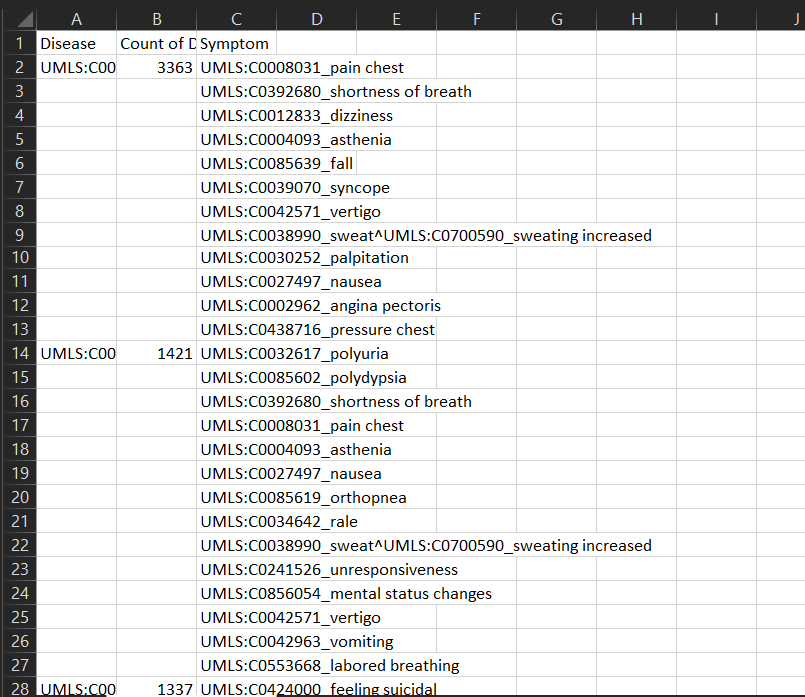 A B C D E F G H I J
1 Disease Count of D Symptom
2 UMLS:C00 3363 UMLS:C0008031_pain chest
3 UMLS:C0392680_shortness of breath
4 UMLS:C0012833_dizziness
5 UMLS:C0004093_asthenia
6 UMLS:C0085639_fall
7 UMLS:C0039070_syncope
8 UMLS:C0042571_vertigo
9 UMLS:C0038990_sweat^UMLS:C0700590_sweating increased
10 UMLS:C0030252_palpitation
11 UMLS:C0027497_nausea
12 UMLS:C0002962_angina pectoris
13 UMLS:C0438716_pressure chest
14 UMLS:C00 1421 UMLS:C0032617_polyuria
15 UMLS:C0085602_polydypsia
16 UMLS:C0392680_shortness of breath
17 UMLS:C0008031_pain chest
18 UMLS:C0004093_asthenia
19 UMLS:C0027497_nausea
20 UMLS:C0085619_orthopnea
21 UMLS:C0034642_rale
22 UMLS:C0038990_sweat^UMLS:C0700590_sweating increased
23 UMLS:C0241526_unresponsiveness
24 UMLS:C0856054_mental status changes
25 UMLS:C0042571_vertigo
26 UMLS:C0042963_vomiting
27 UMLS:C0553668_labored breathing
28 UMLS:C00 1337 UMLS:C0424000_feeling suicidal